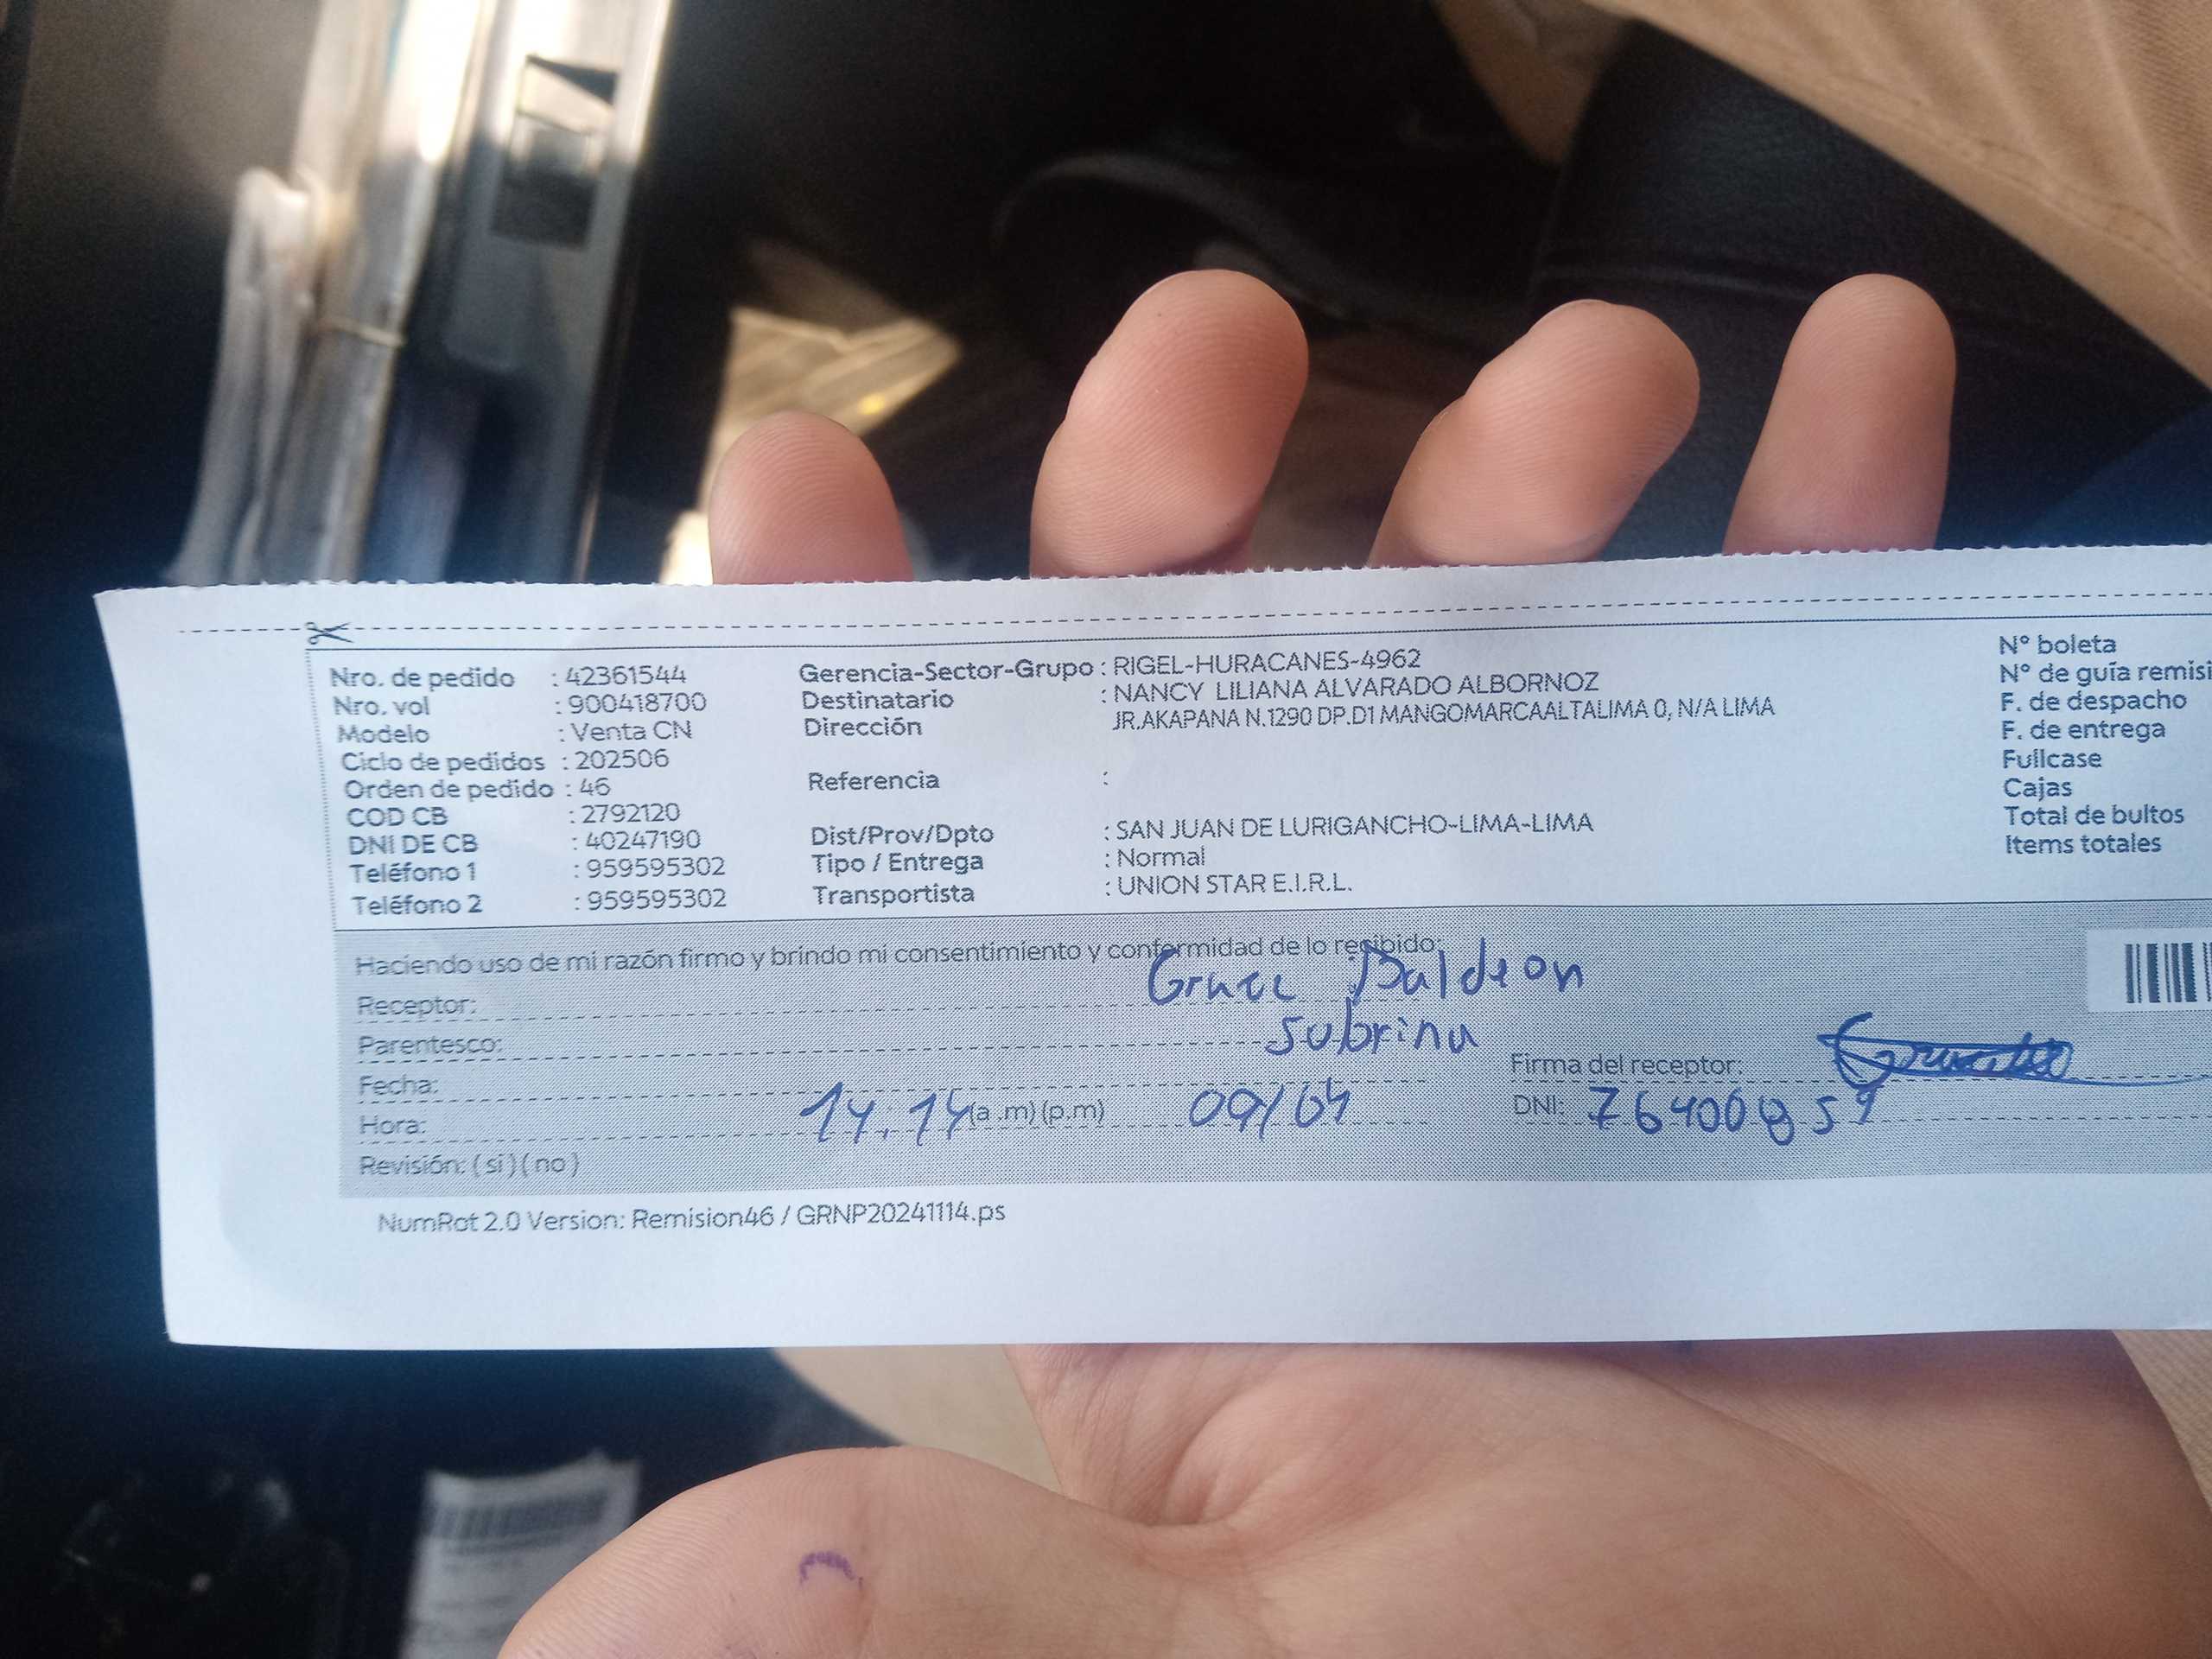 Nro. de pedido : 42361544
Nro. vol : 900418700
Modelo : Venta CN
Ciclo de pedidos : 202506
Orden de pedido : 46
COD CB : 2792120
DNI DE CB : 40247190
Teléfono 1 : 959595302
Teléfono 2 : 959595302
Gerencia-Sector-Grupo : RIGEL-HURACANES-4962
Destinatario : NANCY LILIANA ALVARADO ALBORNOZ
Dirección JR.AKAPANA N.1290 DP.D1 MANGOMARCAALTALIMA 0, N/A LIMA
Referencia :
Dist/Prov/Dpto : SAN JUAN DE LURIGANCHO-LIMA-LIMA
Tipo / Entrega : Normal
Transportista : UNION STAR E.I.R.L.
N° boleta
N° de guía remisi
F. de despacho
F. de entrega
Fullcase
Cajas
Total de bultos
Items totales
Haciendo uso de mi razón firmo y brindo mi consentimiento y conformidad de lo recibido:
Receptor: Grace Baldeon
Parentesco: Sobrina
Fecha:
Firma del receptor:
Hora: 14:14 (a.m) (p.m) 09/04
DNI: 76400859
Revisión: ( si ) ( no )
NumRot 2.0 Version: Remision46 / GRNP20241114.ps